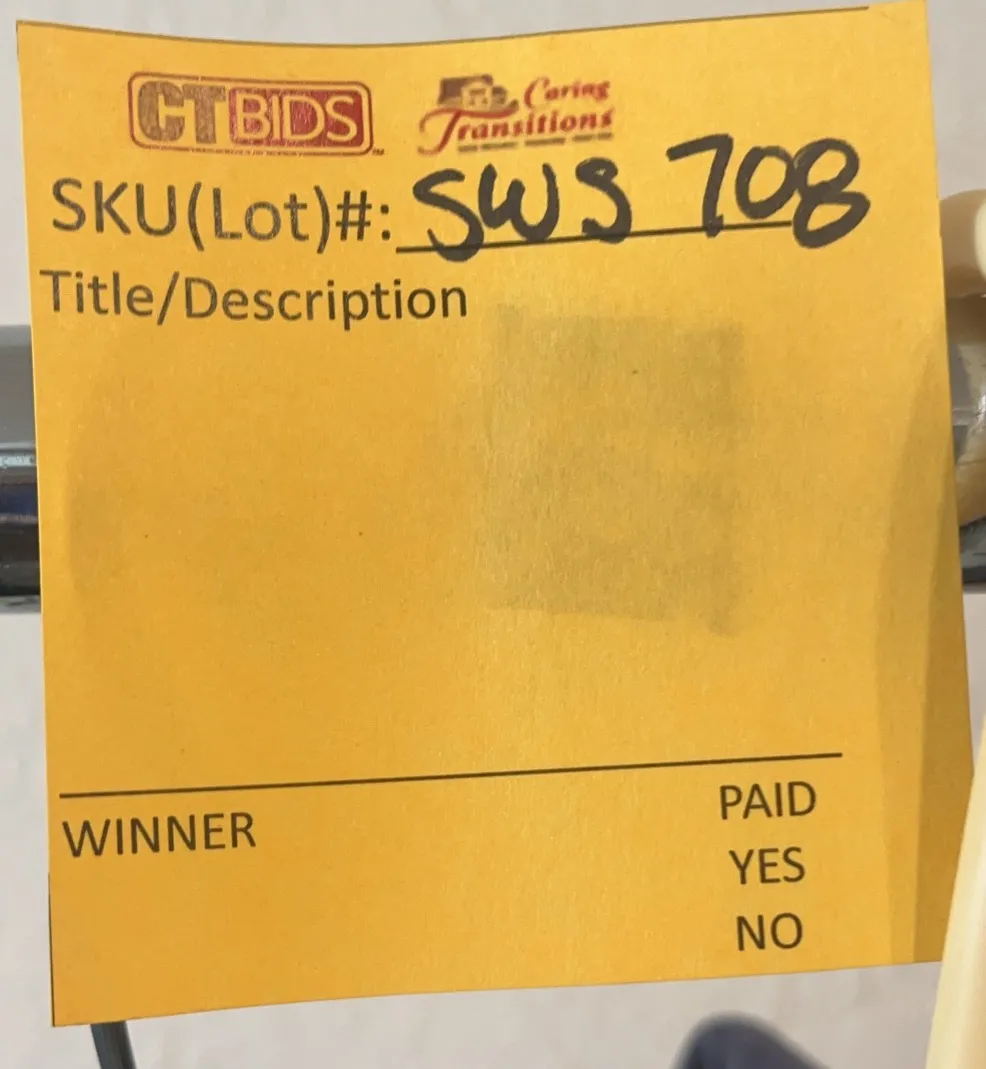 CTBIDS
Caring
Transitions
SKU(Lot)#: SWS 708
Title/Description
WINNER
PAID
YES
NO